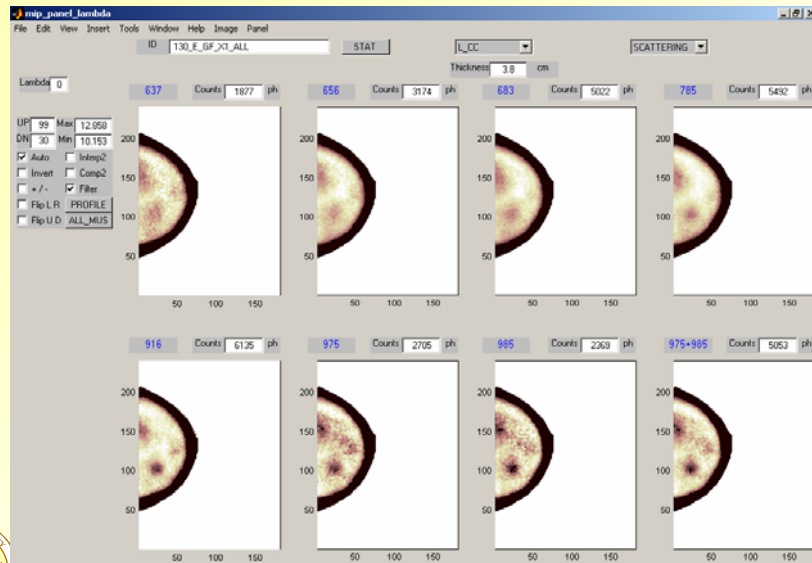 mip_panel_lambda
File Edit View Insert Tools Window Help Image Panel
ID 130_E_GF_X1_ALL STAT L_CC SCATTERING
Thickness 3.8 cm
Lambda 0
637 Counts 1877 ph 656 Counts 3174 ph 683 Counts 5022 ph 785 Counts 5492 ph
UP 99 Max 12.858
DN 30 Min 10.153
Auto Interp2
Invert Comp2
+ / - Filter
Flip L R PROFILE
Flip U D ALL_MUS
200 200 200 200
150 150 150 150
100 100 100 100
50 50 50 50
50 100 150 50 100 150 50 100 150 50 100 150
916 Counts 6135 ph 975 Counts 2705 ph 985 Counts 2369 ph 975+985 Counts 5053 ph
200 200 200 200
150 150 150 150
100 100 100 100
50 50 50 50
50 100 150 50 100 150 50 100 150 50 100 150